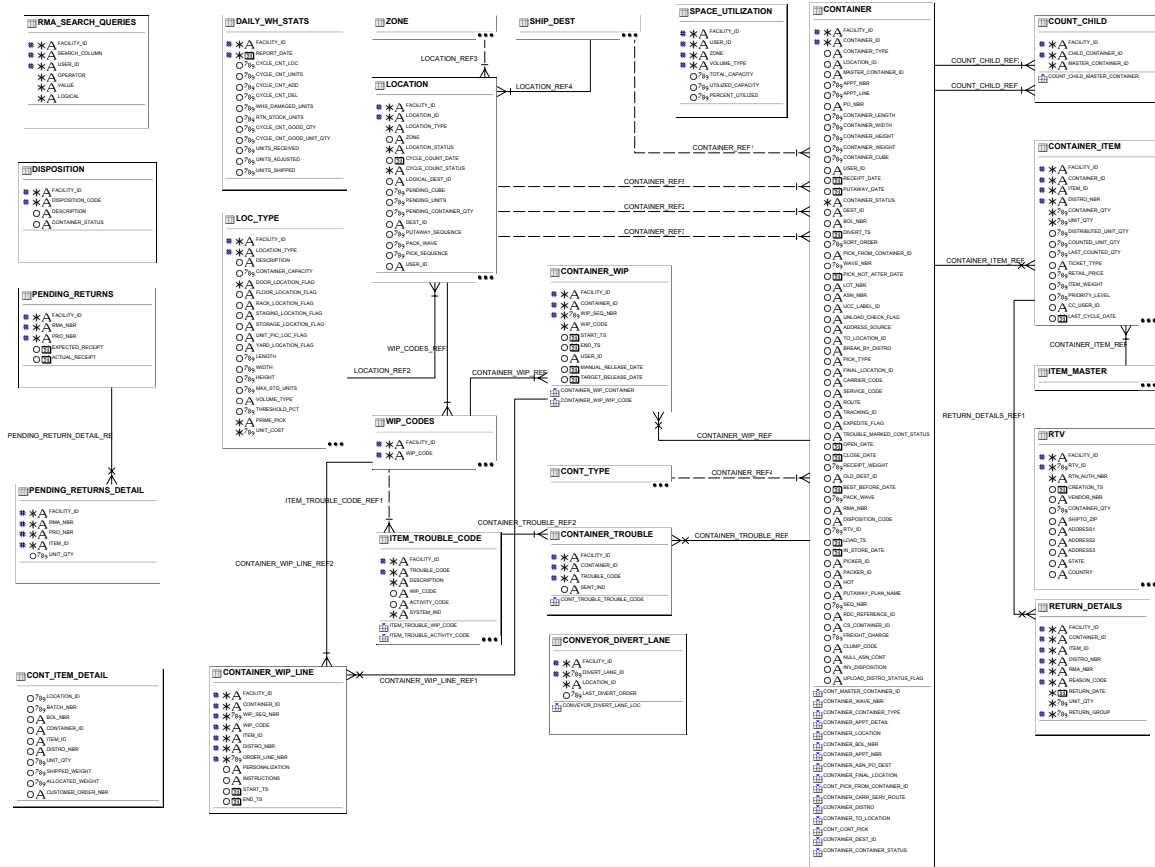 RMA_SEARCH_QUERIES
FACILITY_ID
SEARCH_COLUMN
USER_ID
OPERATOR
VALUE
LOGICAL
DISPOSITION
FACILITY_ID
DISPOSITION_CODE
DESCRIPTION
CONTAINER_STATUS
PENDING_RETURNS
FACILITY_ID
RMA_NBR
PRO_NBR
EXPECTED_RECEIPT
ACTUAL_RECEIPT
PENDING_RETURN_DETAIL_RE
PENDING_RETURNS_DETAIL
FACILITY_ID
RMA_NBR
PRO_NBR
ITEM_ID
UNIT_QTY
CONT_ITEM_DETAIL
LOCATION_ID
BATCH_NBR
BOL_NBR
CONTAINER_ID
ITEM_ID
DISTRO_NBR
UNIT_QTY
SHIPPED_WEIGHT
ALLOCATED_WEIGHT
CUSTOMER_ORDER_NBR
DAILY_WH_STATS
FACILITY_ID
REPORT_DATE
CYCLE_CNT_LOC
CYCLE_CNT_UNITS
CYCLE_CNT_ADD
CYCLE_CNT_DEL
WHS_DAMAGED_UNITS
RTN_STOCK_UNITS
CYCLE_CNT_GOOD_QTY
CYCLE_CNT_GOOD_UNIT_QTY
UNITS_RECEIVED
UNITS_ADJUSTED
UNITS_SHIPPED
LOC_TYPE
FACILITY_ID
LOCATION_TYPE
DESCRIPTION
CONTAINER_CAPACITY
DOOR_LOCATION_FLAG
FLOOR_LOCATION_FLAG
RACK_LOCATION_FLAG
STAGING_LOCATION_FLAG
STORAGE_LOCATION_FLAG
UNIT_PIC_LOC_FLAG
YARD_LOCATION_FLAG
LENGTH
WIDTH
HEIGHT
MAX_STD_UNITS
VOLUME_TYPE
THRESHOLD_PCT
PRIME_PICK
UNIT_COST
CONTAINER_WIP_LINE_REF2
CONTAINER_WIP_LINE
FACILITY_ID
CONTAINER_ID
WIP_SEQ_NBR
WIP_CODE
ITEM_ID
DISTRO_NBR
ORDER_LINE_NBR
PERSONALIZATION
INSTRUCTIONS
START_TS
END_TS
CONTAINER_WIP_LINE_REF1
ZONE
LOCATION_REF3
LOCATION
FACILITY_ID
LOCATION_ID
LOCATION_TYPE
ZONE
LOCATION_STATUS
CYCLE_COUNT_DATE
CYCLE_COUNT_STATUS
LOGICAL_DEST_ID
PENDING_CUBE
PENDING_UNITS
PENDING_CONTAINER_QTY
DEST_ID
PUTAWAY_SEQUENCE
PACK_WAVE
PICK_SEQUENCE
USER_ID
LOCATION_REF2
WIP_CODES_REF
WIP_CODES
FACILITY_ID
WIP_CODE
ITEM_TROUBLE_CODE_REF1
ITEM_TROUBLE_CODE
FACILITY_ID
TROUBLE_CODE
DESCRIPTION
WIP_CODE
ACTIVITY_CODE
SYSTEM_IND
ITEM_TROUBLE_WIP_CODE
ITEM_TROUBLE_ACTIVITY_CODE
SHIP_DEST
LOCATION_REF4
CONTAINER_WIP
FACILITY_ID
CONTAINER_ID
WIP_SEQ_NBR
WIP_CODE
START_TS
END_TS
USER_ID
MANUAL_RELEASE_DATE
TARGET_RELEASE_DATE
CONTAINER_WIP_CONTAINER
CONTAINER_WIP_WIP_CODE
CONTAINER_WIP_REF
CONT_TYPE
CONTAINER_TROUBLE_REF2
CONTAINER_TROUBLE
FACILITY_ID
CONTAINER_ID
TROUBLE_CODE
SENT_IND
CONT_TROUBLE_TROUBLE_CODE
CONVEYOR_DIVERT_LANE
FACILITY_ID
DIVERT_LANE_ID
LOCATION_ID
LAST_DIVERT_ORDER
CONVEYOR_DIVERT_LANE_LOC
SPACE_UTILIZATION
FACILITY_ID
USER_ID
ZONE
VOLUME_TYPE
TOTAL_CAPACITY
UTILIZED_CAPACITY
PERCENT_UTILIZED
CONTAINER_REF1
CONTAINER_REF5
CONTAINER_REF2
CONTAINER_REF3
CONTAINER_WIP_REF
CONTAINER_REF4
CONTAINER_TROUBLE_REF
CONTAINER
FACILITY_ID
CONTAINER_ID
CONTAINER_TYPE
LOCATION_ID
MASTER_CONTAINER_ID
APPT_NBR
APPT_LINE
PO_NBR
CONTAINER_LENGTH
CONTAINER_WIDTH
CONTAINER_HEIGHT
CONTAINER_WEIGHT
CONTAINER_CUBE
USER_ID
RECEIPT_DATE
PUTAWAY_DATE
CONTAINER_STATUS
DEST_ID
BOL_NBR
DIVERT_TS
SORT_ORDER
PICK_FROM_CONTAINER_ID
WAVE_NBR
PICK_NOT_AFTER_DATE
LOT_NBR
ASN_NBR
UCC_LABEL_ID
UNLOAD_CHECK_FLAG
ADDRESS_SOURCE
TO_LOCATION_ID
BREAK_BY_DISTRO
PICK_TYPE
FINAL_LOCATION_ID
CARRIER_CODE
SERVICE_CODE
ROUTE
TRACKING_ID
EXPEDITE_FLAG
TROUBLE_MARKED_CONT_STATUS
OPEN_DATE
CLOSE_DATE
RECEIPT_WEIGHT
OLD_DEST_ID
BEST_BEFORE_DATE
PACK_WAVE
RMA_NBR
DISPOSITION_CODE
RTV_ID
LOAD_TS
IN_STORE_DATE
PICKER_ID
PACKER_ID
HOT
PUTAWAY_PLAN_NAME
SEQ_NBR
RDC_REFERENCE_ID
CS_CONTAINER_ID
FREIGHT_CHARGE
CLUMP_CODE
NULL_ASN_CONT
INV_DISPOSITION
UPLOAD_DISTRO_STATUS_FLAG
CONT_MASTER_CONTAINER_ID
CONTAINER_WAVE_NBR
CONTAINER_CONTAINER_TYPE
CONTAINER_APPT_DETAIL
CONTAINER_LOCATION
CONTAINER_BOL_NBR
CONTAINER_APPT_NBR
CONTAINER_ASN_PO_DEST
CONTAINER_FINAL_LOCATION
CONT_PICK_FROM_CONTAINER_ID
CONTAINER_CARR_SERV_ROUTE
CONTAINER_DISTRO
CONTAINER_TO_LOCATION
CONT_CONT_PICK
CONTAINER_DEST_ID
CONTAINER_CONTAINER_STATUS
COUNT_CHILD_REF
COUNT_CHILD_REF
CONTAINER_ITEM_REF
RETURN_DETAILS_REF1
COUNT_CHILD
FACILITY_ID
CHILD_CONTAINER_ID
MASTER_CONTAINER_ID
COUNT_CHILD_MASTER_CONTAINER
CONTAINER_ITEM
FACILITY_ID
CONTAINER_ID
ITEM_ID
DISTRO_NBR
CONTAINER_QTY
UNIT_QTY
DISTRIBUTED_UNIT_QTY
COUNTED_UNIT_QTY
LAST_COUNTED_QTY
TICKET_TYPE
RETAIL_PRICE
ITEM_WEIGHT
PRIORITY_LEVEL
CC_USER_ID
LAST_CYCLE_DATE
CONTAINER_ITEM_REF
ITEM_MASTER
RTV
FACILITY_ID
RTV_ID
RTN_AUTH_NBR
CREATION_TS
VENDOR_NBR
CONTAINER_QTY
SHIPTO_ZIP
ADDRESS1
ADDRESS2
ADDRESS3
STATE
COUNTRY
RETURN_DETAILS
FACILITY_ID
CONTAINER_ID
ITEM_ID
DISTRO_NBR
RMA_NBR
REASON_CODE
RETURN_DATE
UNIT_QTY
RETURN_GROUP